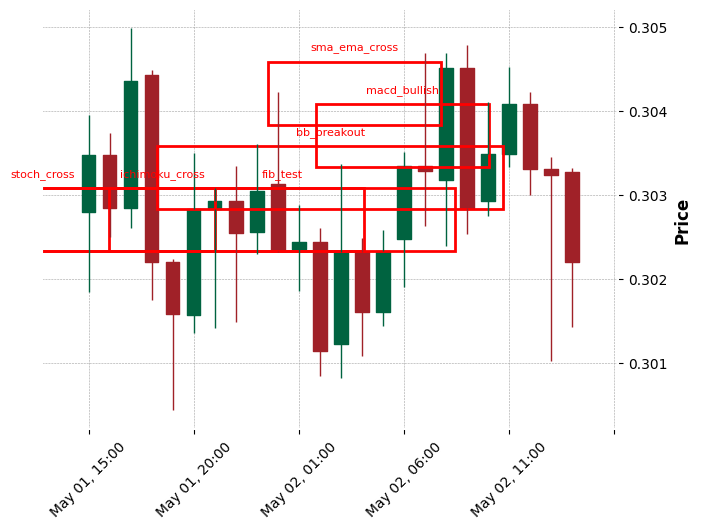 0.305
sma_ema_cross
macd_bullish
0.304
bb_breakout
stoch_cross
ichimoku_cross
fib_test
0.303
Price
0.302
0.301
May 01, 15:00
May 01, 20:00
May 02, 01:00
May 02, 06:00
May 02, 11:00